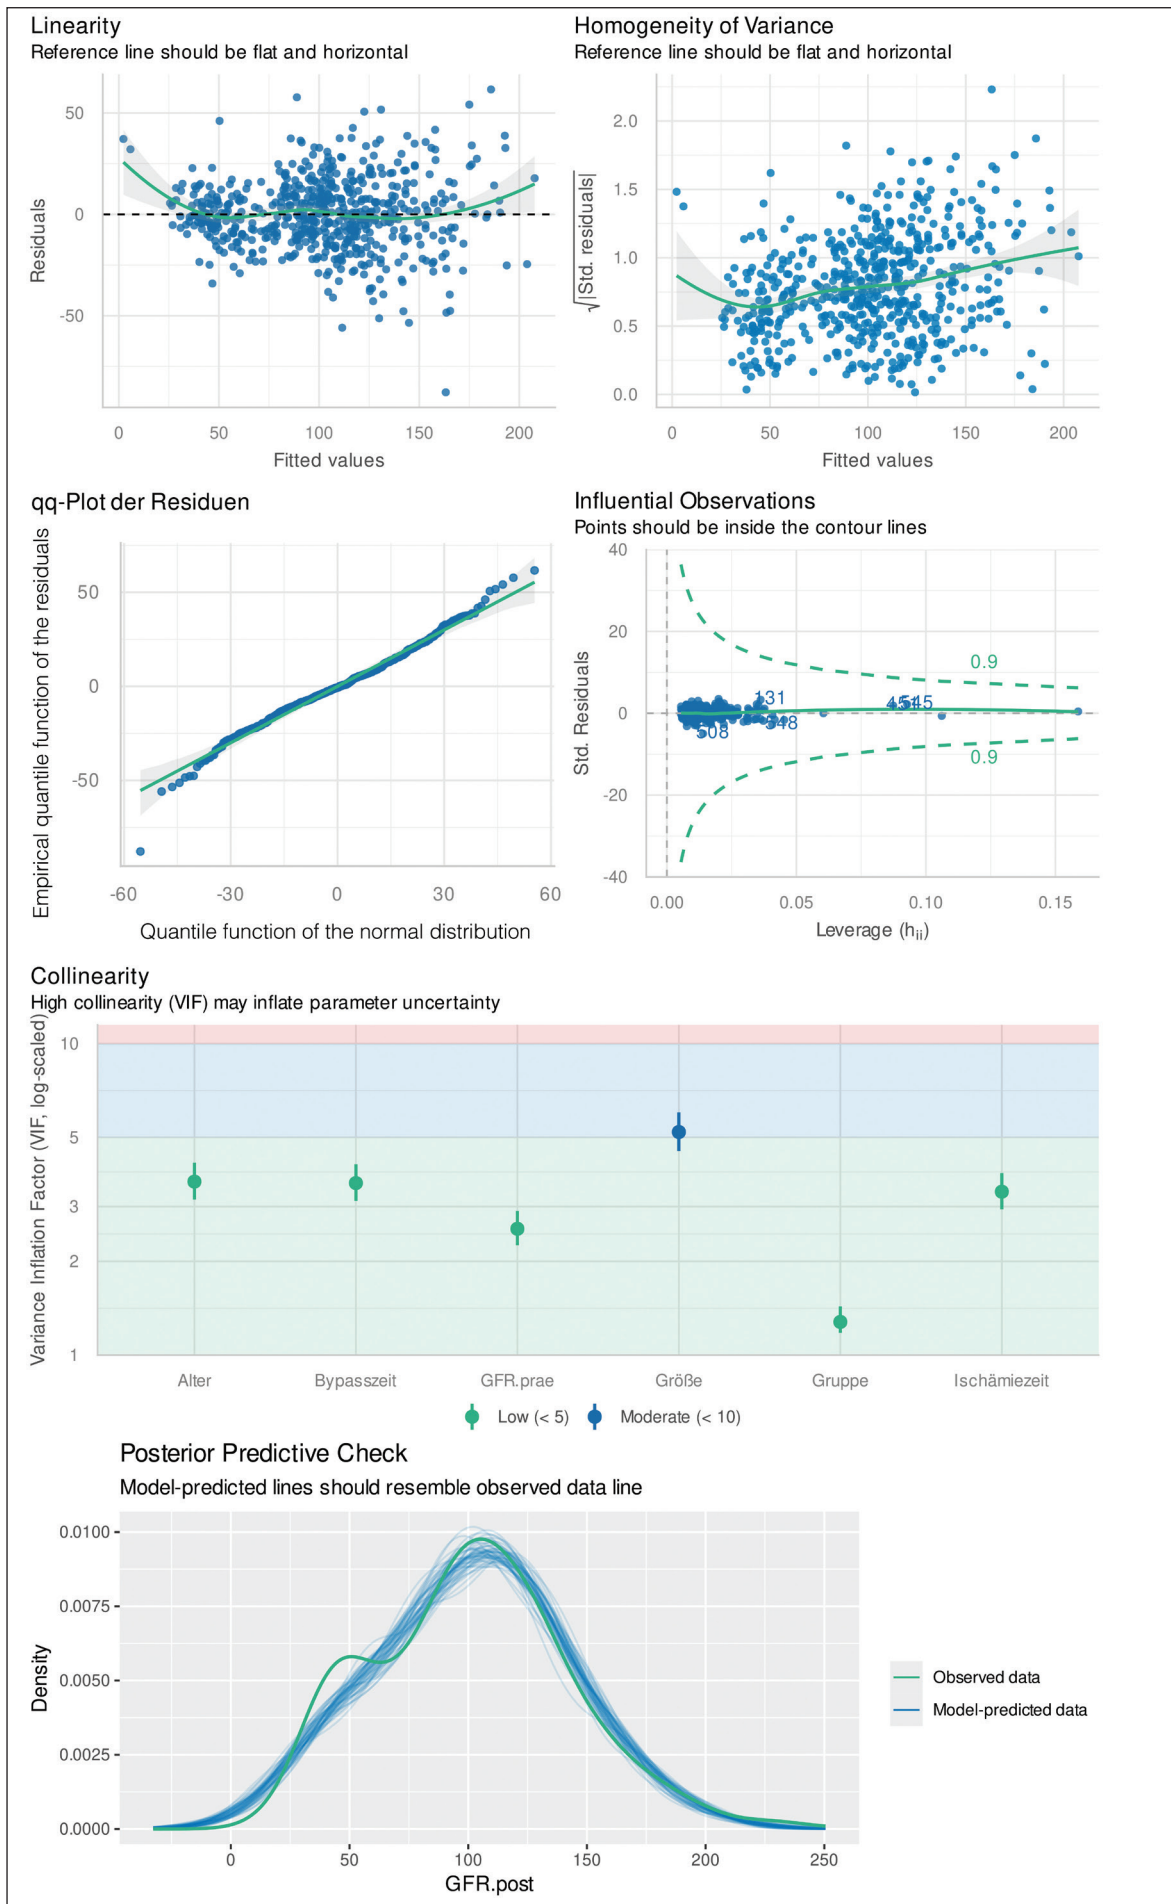 Linearity
Reference line should be flat and horizontal
Residuals
50
0
-50
0 50 100 150 200
Fitted values
Homogeneity of Variance
Reference line should be flat and horizontal
√|Std. residuals|
2.0
1.5
1.0
0.5
0.0
0 50 100 150 200
Fitted values
qq-Plot der Residuen
Empirical quantile function of the residuals
50
0
-50
-60 -30 0 30 60
Quantile function of the normal distribution
Influential Observations
Points should be inside the contour lines
Std. Residuals
40
20
0
-20
-40
0.9
131
545
548
508
0.9
0.00 0.05 0.10 0.15
Leverage (hii)
Collinearity
High collinearity (VIF) may inflate parameter uncertainty
Variance Inflation Factor (VIF, log-scaled)
10
5
3
2
1
Alter Bypasszeit GFR.prae Größe Gruppe Ischämiezeit
Low (< 5) Moderate (< 10)
Posterior Predictive Check
Model-predicted lines should resemble observed data line
Density
0.0100
0.0075
0.0050
0.0025
0.0000
0 50 100 150 200 250
GFR.post
Observed data
Model-predicted data